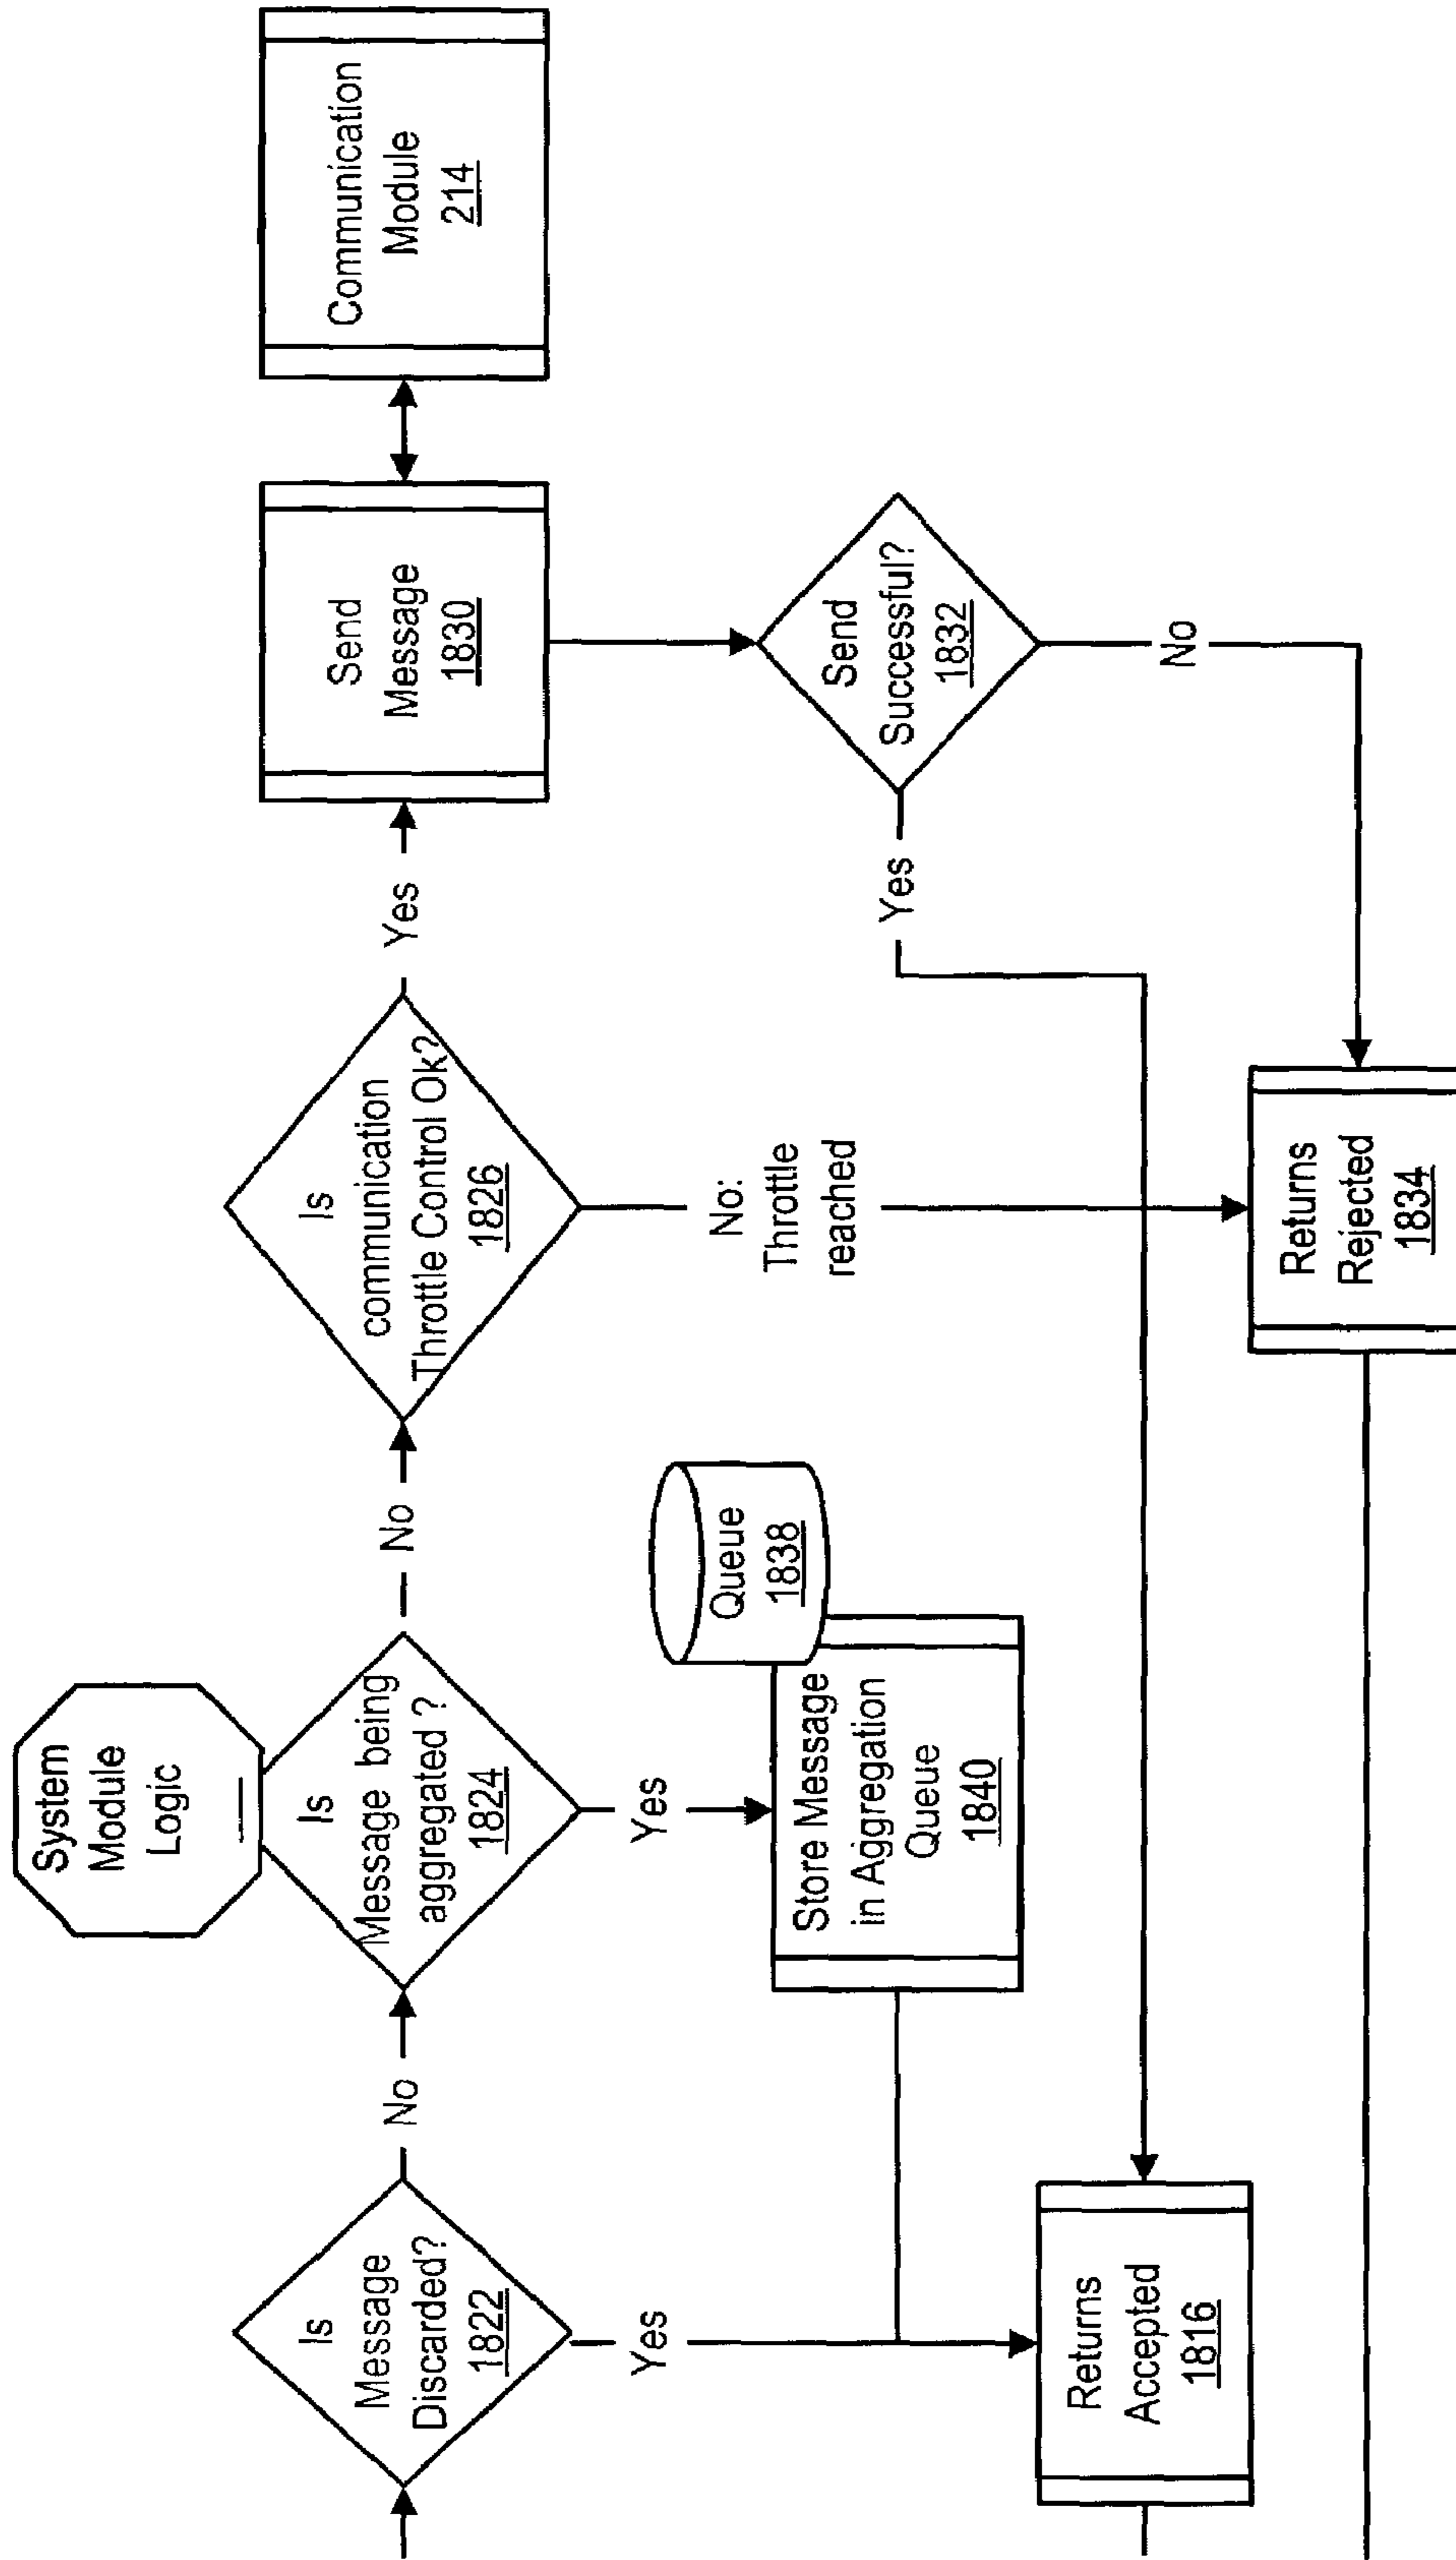 System
Module
Logic
Is
Message
Discarded?
1822
No
Is
Message being
aggregated ?
1824
No
Is
communication
Throttle Control Ok?
1826
Yes
Send
Message
1830
Communication
Module
214
Yes
Yes
No:
Throttle
reached
Queue
1838
Store Message
in Aggregation
Queue
1840
Send
Successful?
1832
Yes
No
Returns
Accepted
1816
Returns
Rejected
1834